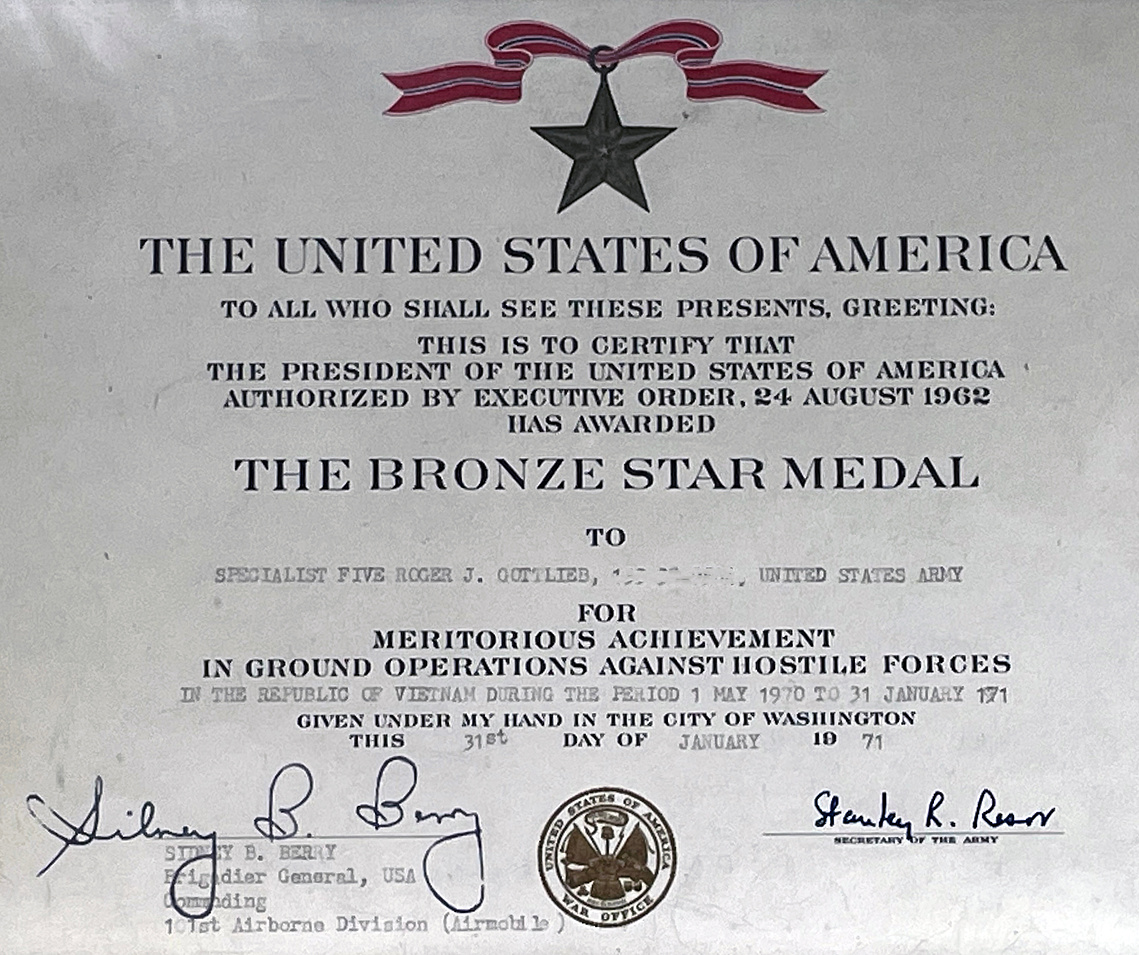 THE UNITED STATES OF AMERICA
TO ALL WHO SHALL SEE THESE PRESENTS, GREETING:
THIS IS TO CERTIFY THAT
THE PRESIDENT OF THE UNITED STATES OF AMERICA
AUTHORIZED BY EXECUTIVE ORDER, 24 AUGUST 1962
HAS AWARDED
THE BRONZE STAR MEDAL
TO
SPECIALIST FIVE ROGER J. GOTTLIEB, , UNITED STATES ARMY
FOR
MERITORIOUS ACHIEVEMENT
IN GROUND OPERATIONS AGAINST HOSTILE FORCES
IN THE REPUBLIC OF VIETNAM DURING THE PERIOD 1 MAY 1970 TO 31 JANUARY 171
GIVEN UNDER MY HAND IN THE CITY OF WASHINGTON
THIS 31st DAY OF JANUARY 19 71
Sidney B. Berry
SIDNEY B. BERRY
Brigadier General, USA
Commanding
101st Airborne Division (Airmobile)
UNITED STATES OF AMERICA
WAR OFFICE
Stanley R. Resor
SECRETARY OF THE ARMY